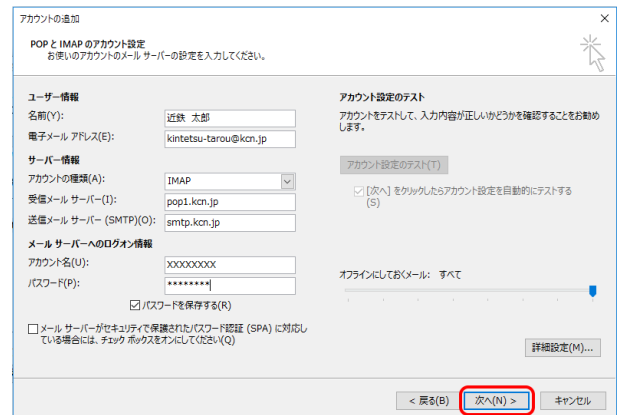 アカウントの追加
POP と IMAP のアカウント設定
お使いのアカウントのメール サーバーの設定を入力してください。
ユーザー情報
名前(Y):
近鉄 太郎
電子メール アドレス(E):
kintetsu-tarou@kcn.jp
サーバー情報
アカウントの種類(A):
IMAP
受信メール サーバー(I):
pop1.kcn.jp
送信メール サーバー (SMTP)(O):
smtp.kcn.jp
メール サーバーへのログオン情報
アカウント名(U):
XXXXXXXX
パスワード(P):
********
パスワードを保存する(R)
メール サーバーがセキュリティで保護されたパスワード認証 (SPA) に対応し
ている場合には、チェック ボックスをオンにしてください(Q)
アカウント設定のテスト
アカウントをテストして、入力内容が正しいかどうかを確認することをお勧め
します。
アカウント設定のテスト(T)
[次へ] をクリックしたらアカウント設定を自動的にテストする
(S)
オフラインにしておくメール: すべて
詳細設定(M)...
< 戻る(B)
次へ(N) >
キャンセル